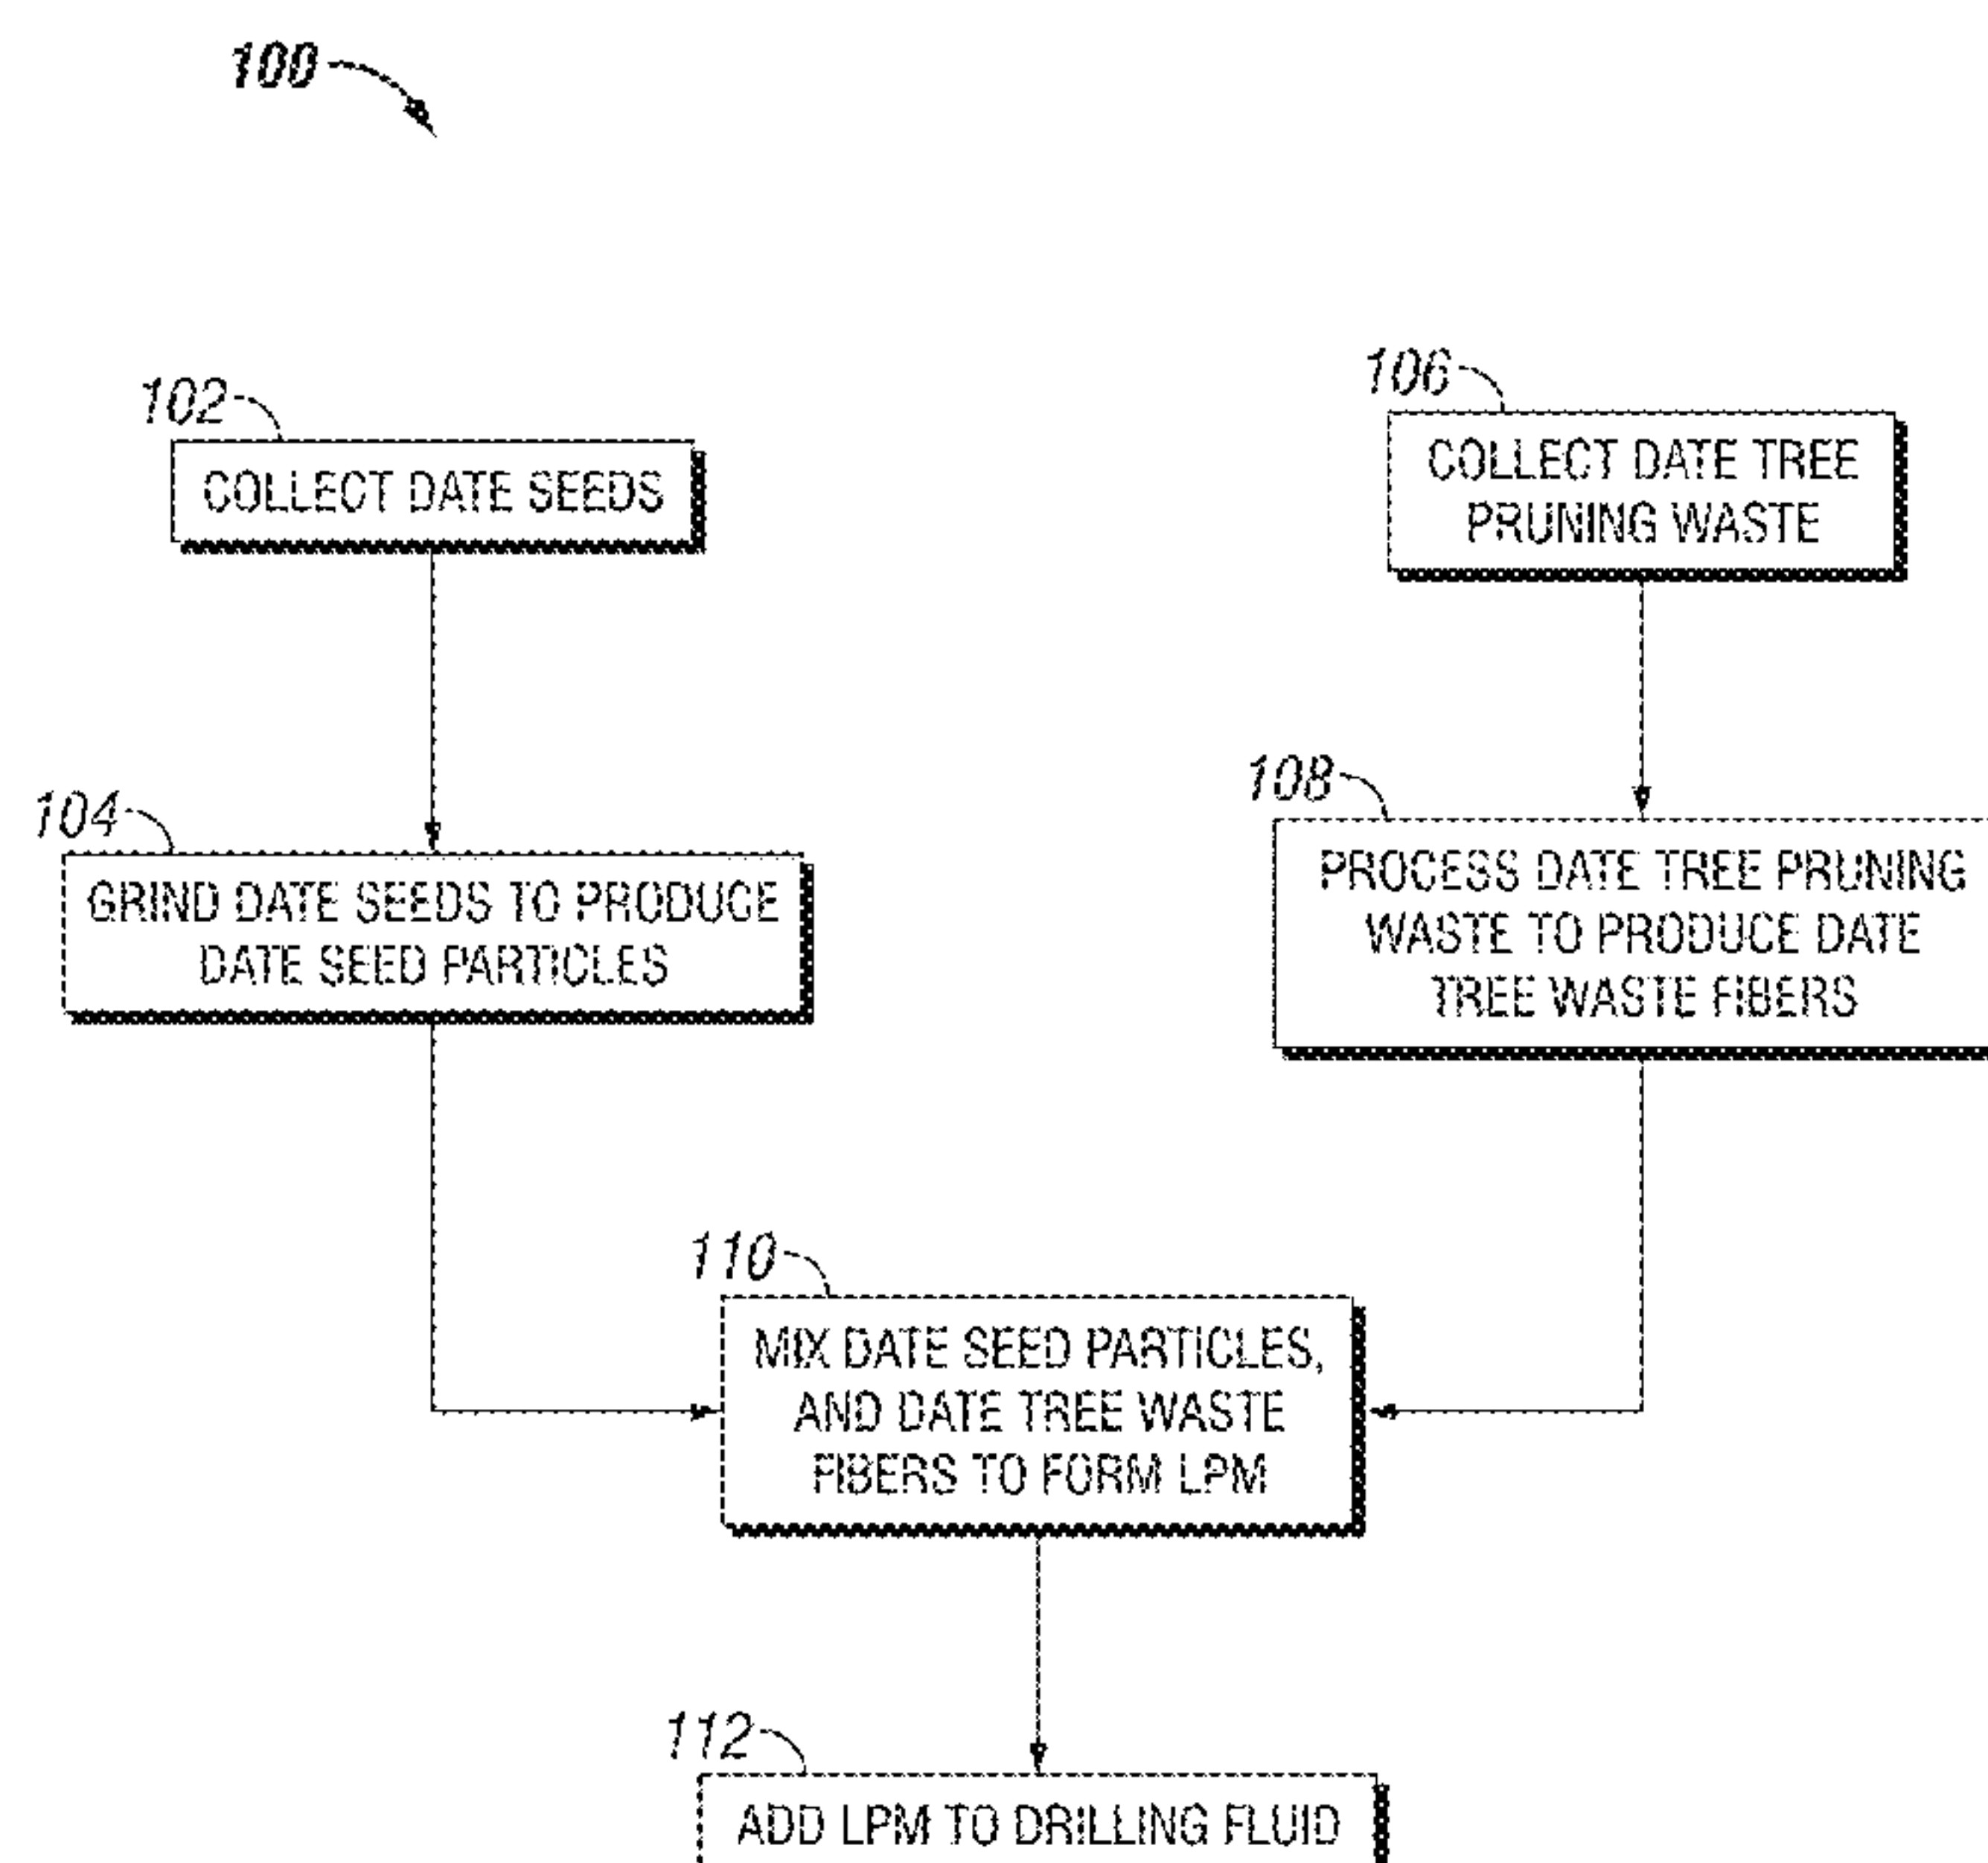 100
102
COLLECT DATE SEEDS
106
COLLECT DATE TREE
PRUNING WASTE
104
GRIND DATE SEEDS TO PRODUCE
DATE SEED PARTICLES
108
PROCESS DATE TREE PRUNING
WASTE TO PRODUCE DATE
TREE WASTE FIBERS
110
MIX DATE SEED PARTICLES,
AND DATE TREE WASTE
FIBERS TO FORM LPM
112
ADD LPM TO DRILLING FLUID